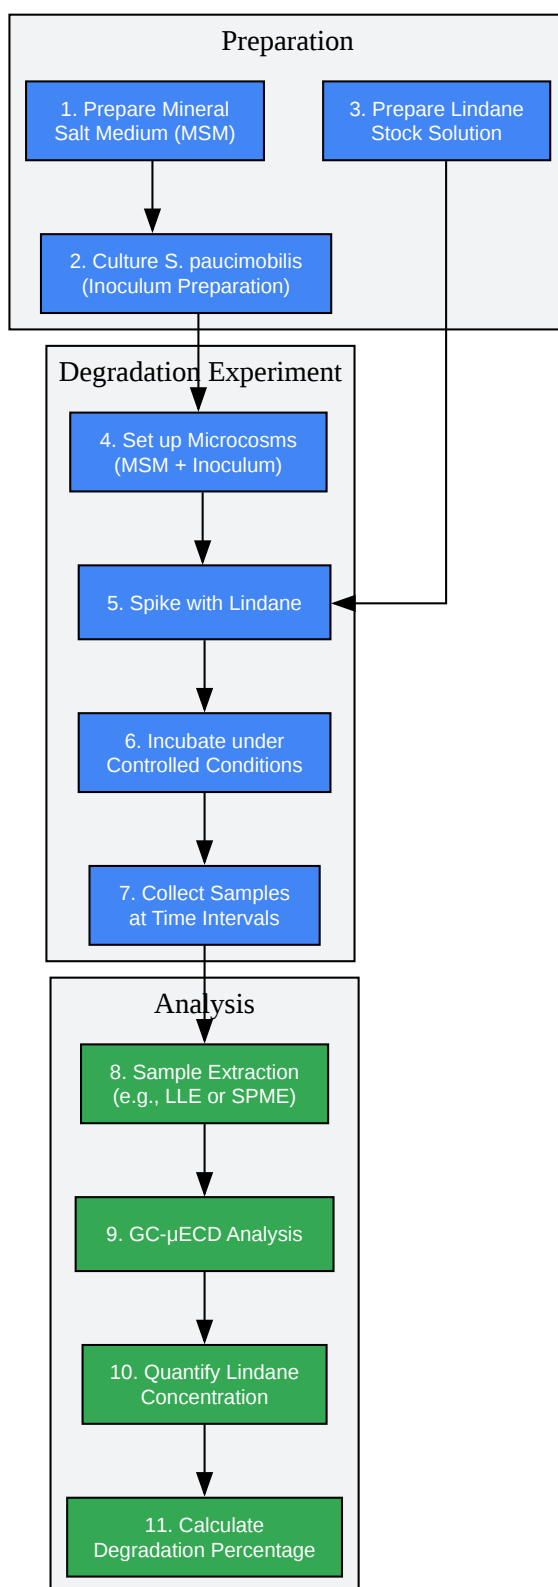 Preparation
1. Prepare Mineral
Salt Medium (MSM)
3. Prepare Lindane
Stock Solution
2. Culture S. paucimobilis
(Inoculum Preparation)
Degradation Experiment
4. Set up Microcosms
(MSM + Inoculum)
5. Spike with Lindane
6. Incubate under
Controlled Conditions
7. Collect Samples
at Time Intervals
Analysis
8. Sample Extraction
(e.g., LLE or SPME)
9. GC-μECD Analysis
10. Quantify Lindane
Concentration
11. Calculate
Degradation Percentage